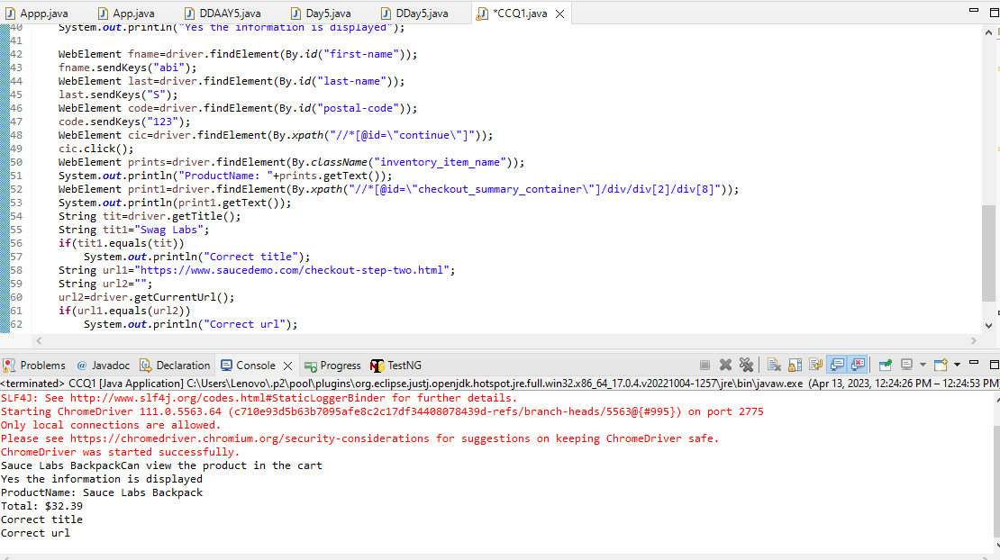 Appp.java App.java DDAAY5.java Day5.java DDay5.java *CCQ1.java
40 System.out.println("Yes the information is displayed");
41
42 WebElement fname=driver.findElement(By.id("first-name"));
43 fname.sendKeys("abi");
44 WebElement last=driver.findElement(By.id("last-name"));
45 last.sendKeys("S");
46 WebElement code=driver.findElement(By.id("postal-code"));
47 code.sendKeys("123");
48 WebElement cic=driver.findElement(By.xpath("//*[@id=\"continue\"]"));
49 cic.click();
50 WebElement prints=driver.findElement(By.className("inventory_item_name"));
51 System.out.println("ProductName: "+prints.getText());
52 WebElement print1=driver.findElement(By.xpath("//*[@id=\"checkout_summary_container\"]/div/div[2]/div[8]"));
53 System.out.println(print1.getText());
54 String tit=driver.getTitle();
55 String tit1="Swag Labs";
56 if(tit1.equals(tit))
57 System.out.println("Correct title");
58 String url1="https://www.saucedemo.com/checkout-step-two.html";
59 String url2="";
60 url2=driver.getCurrentUrl();
61 if(url1.equals(url2))
62 System.out.println("Correct url");
Problems @ Javadoc Declaration Console Progress TestNG
<terminated> CCQ1 [Java Application] C:\Users\Lenovo\.p2\pool\plugins\org.eclipse.justj.openjdk.hotspot.jre.full.win32.x86_64_17.0.4.v20221004-1257\jre\bin\javaw.exe (Apr 13, 2023, 12:24:26 PM – 12:24:53 PM)
SLF4J: See http://www.slf4j.org/codes.html#StaticLoggerBinder for further details.
Starting ChromeDriver 111.0.5563.64 (c710e93d5b63b7095afe8c2c17df34408078439d-refs/branch-heads/5563@{#995}) on port 2775
Only local connections are allowed.
Please see https://chromedriver.chromium.org/security-considerations for suggestions on keeping ChromeDriver safe.
ChromeDriver was started successfully.
Sauce Labs BackpackCan view the product in the cart
Yes the information is displayed
ProductName: Sauce Labs Backpack
Total: $32.39
Correct title
Correct url